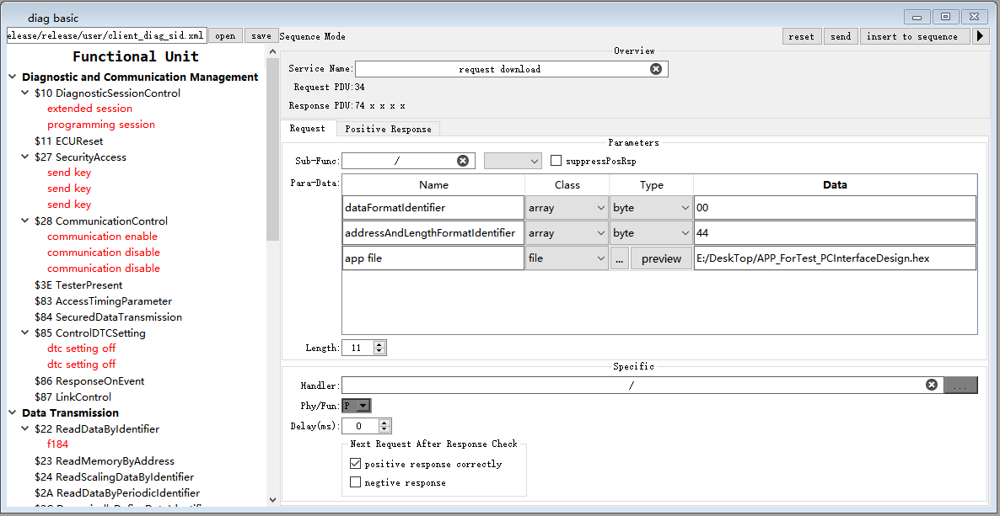 diag basic
elease/release/user/client_diag_sid.xml open save Sequence Mode reset send insert to sequence
Functional Unit
Diagnostic and Communication Management
$10 DiagnosticSessionControl
extended session
programming session
$11 ECUReset
$27 SecurityAccess
send key
send key
send key
$28 CommunicationControl
communication enable
communication disable
communication disable
$3E TesterPresent
$83 AccessTimingParameter
$84 SecuredDataTransmission
$85 ControlDTCSetting
dtc setting off
dtc setting off
$86 ResponseOnEvent
$87 LinkControl
Data Transmission
$22 ReadDataByIdentifier
f184
$23 ReadMemoryByAddress
$24 ReadScalingDataByIdentifier
$2A ReadDataByPeriodicIdentifier
Overview
Service Name: request download
Request PDU:34
Response PDU:74 x x x x
Request Positive Response
Parameters
Sub-Func: / suppressPosRsp
Para-Data: Name Class Type Data
dataFormatIdentifier array byte 00
addressAndLengthFormatIdentifier array byte 44
app file file ... preview E:/DeskTop/APP_ForTest_PCInterfaceDesign.hex
Length: 11
Specific
Handler: / ...
Phy/Fun: P
Delay(ms): 0
Next Request After Response Check
positive response correctly
negtive response